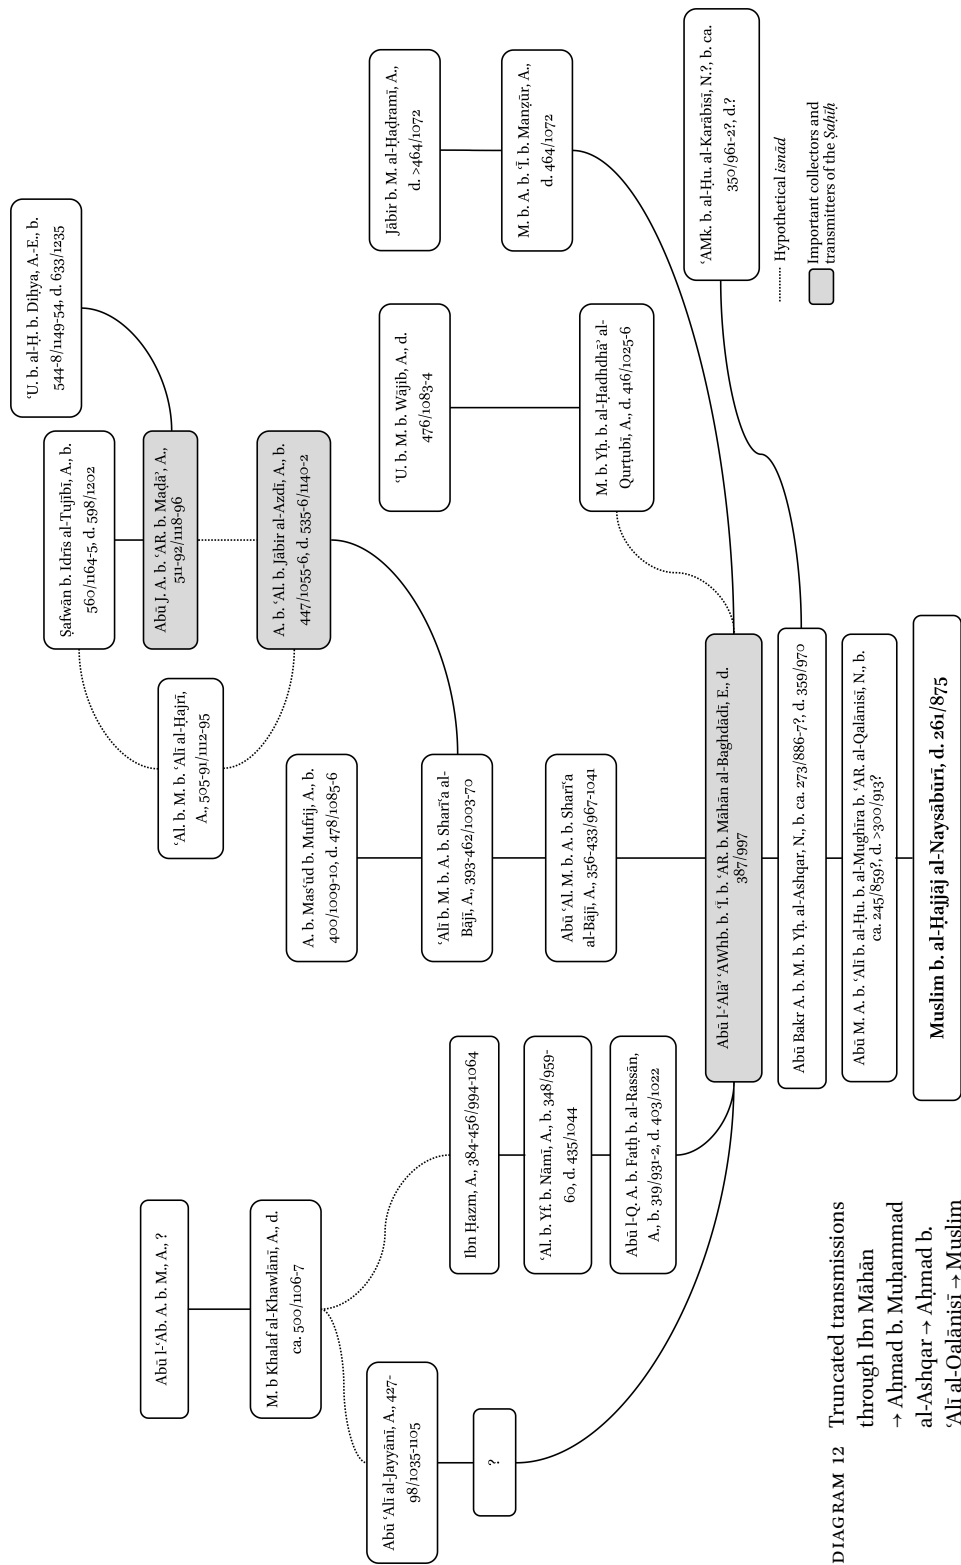 Abū l-ʿAb. A. b. M., A., ?
M. b Khalaf al-Khawlānī, A., d.
ca. 500/1106-7
Abū ʿAlī al-Jayyānī, A., 427-
98/1035-1105
?
Ibn Ḥazm, A., 384-456/994-1064
ʿAl. b. Yf. b. Nāmī, A., b. 348/959-
60, d. 435/1044
Abū l-Q. A. b. Fatḥ b. al-Rassān,
A., b. 319/931-2, d. 403/1022
ʿU. b. al-Ḥ. b. Diḥya, A.-E., b.
544-8/1149-54, d. 633/1235
Ṣafwān b. Idrīs al-Tujībī, A., b.
560/1164-5, d. 598/1202
Abū J. A. b. ʿAR. b. Maḍāʾ, A.,
511-92/1118-96
ʿAl. b. M. b. ʿAlī al-Ḥajrī,
A., 505-91/1112-95
A. b. ʿAl. b. Jābir al-Azdī, A., b.
447/1055-6, d. 535-6/1140-2
A. b. Masʿūd b. Mufrij, A., b.
400/1009-10, d. 478/1085-6
ʿAlī b. M. b. A. b. Sharīʿa al-
Bājī, A., 393-462/1003-70
Abū ʿAl. M. b. A. b. Sharīʿa
al-Bājī, A., 356-433/967-1041
ʿU. b. M. b. Wājib, A., d.
476/1083-4
M. b. Yḥ. b. al-Ḥadhdhāʾ al-
Qurṭubī, A., d. 416/1025-6
Jābir b. M. al-Ḥaḍramī, A.,
d. >464/1072
M. b. A. b. ʿĪ. b. Manẓūr, A.,
d. 464/1072
ʿAMk. b. al-Ḥu. al-Karābīsī, N.?, b. ca.
350/961-2?, d.?
Abū l-ʿAlāʾ ʿAWhb. b. ʿĪ. b. ʿAR. b. Māhān al-Baghdādī, E., d.
387/997
Abū Bakr A. b. M. b. Yḥ. al-Ashqar, N., b. ca. 273/886-7?, d. 359/970
Abū M. A. b. ʿAlī b. al-Ḥu. b. al-Mughīra b. ʿAR. al-Qalānisī, N., b.
ca. 245/859?, d. >300/913?
Muslim b. al-Ḥajjāj al-Naysābūrī, d. 261/875
Hypothetical isnād
Important collectors and
transmitters of the Ṣaḥīḥ
DIAGRAM 12 Truncated transmissions
through Ibn Māhān
→ Aḥmad b. Muḥammad
al-Ashqar → Aḥmad b.
ʿAlī al-Qalānisī → Muslim